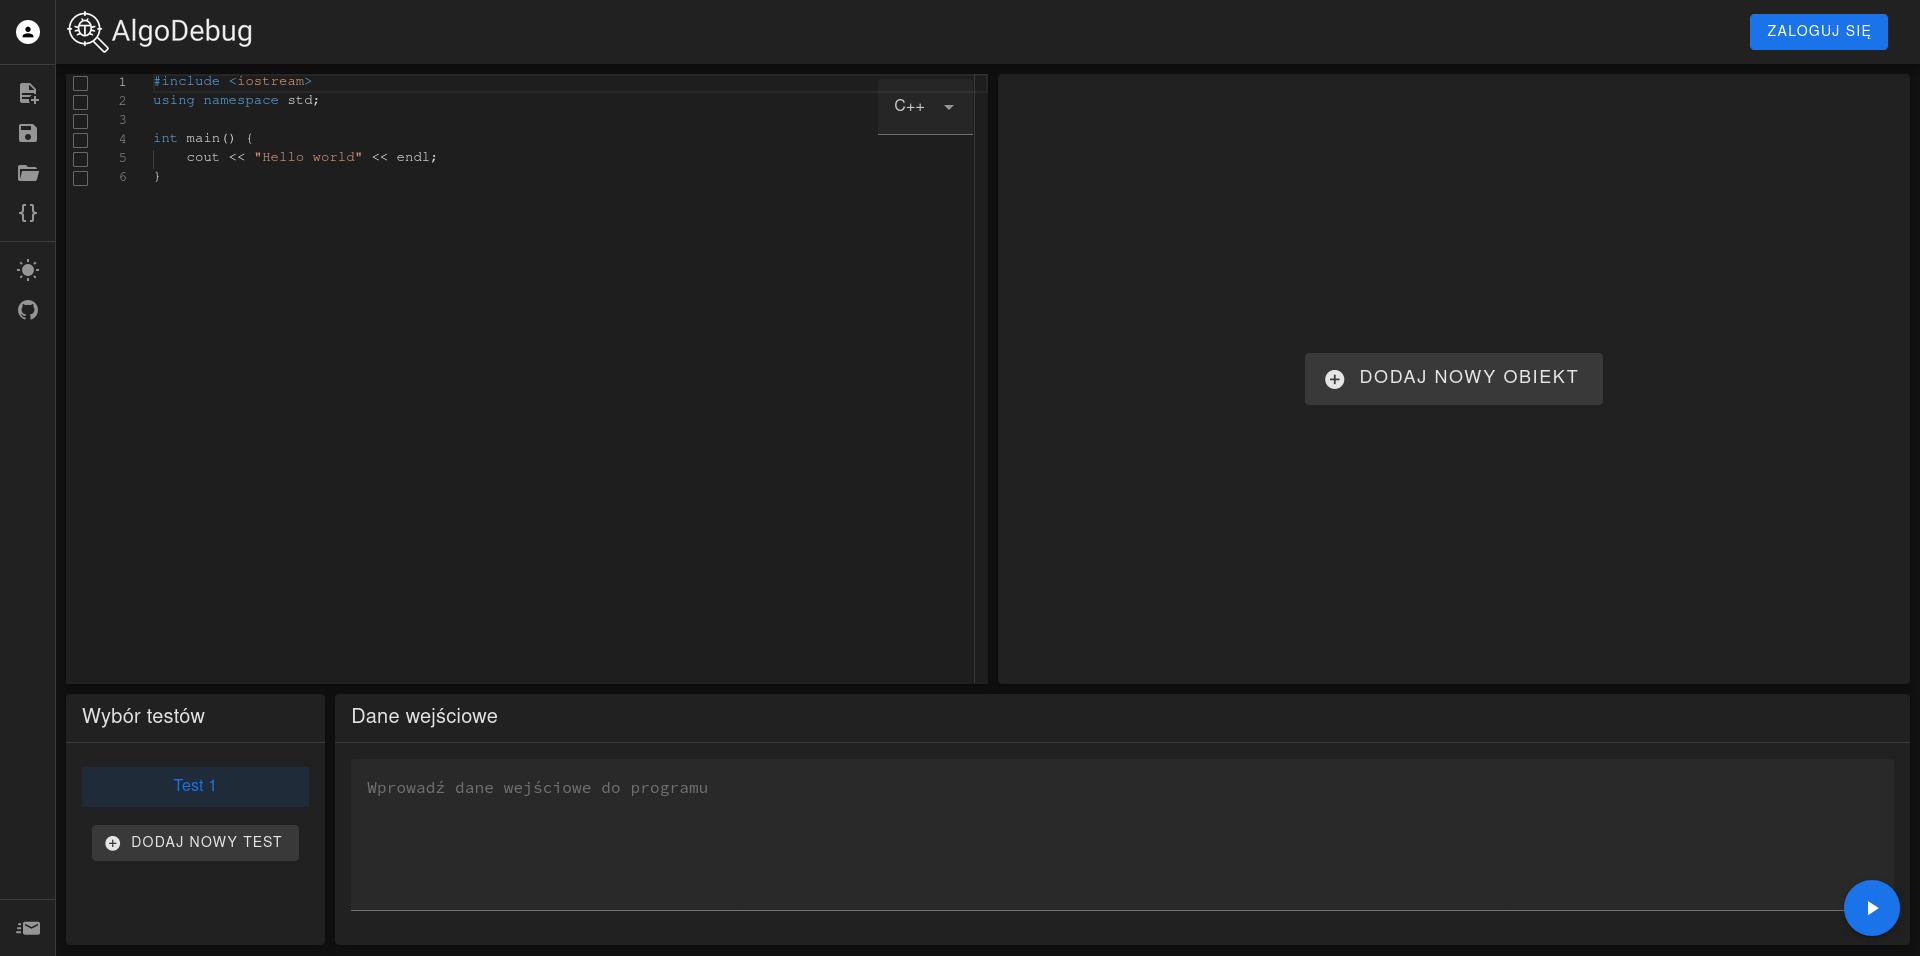 AlgoDebug
ZALOGUJ SIĘ
1 #include <iostream>
2 using namespace std;
3
4 int main() {
5     cout << "Hello world" << endl;
6 }
C++
DODAJ NOWY OBIEKT
Wybór testów
Test 1
DODAJ NOWY TEST
Dane wejściowe
Wprowadź dane wejściowe do programu